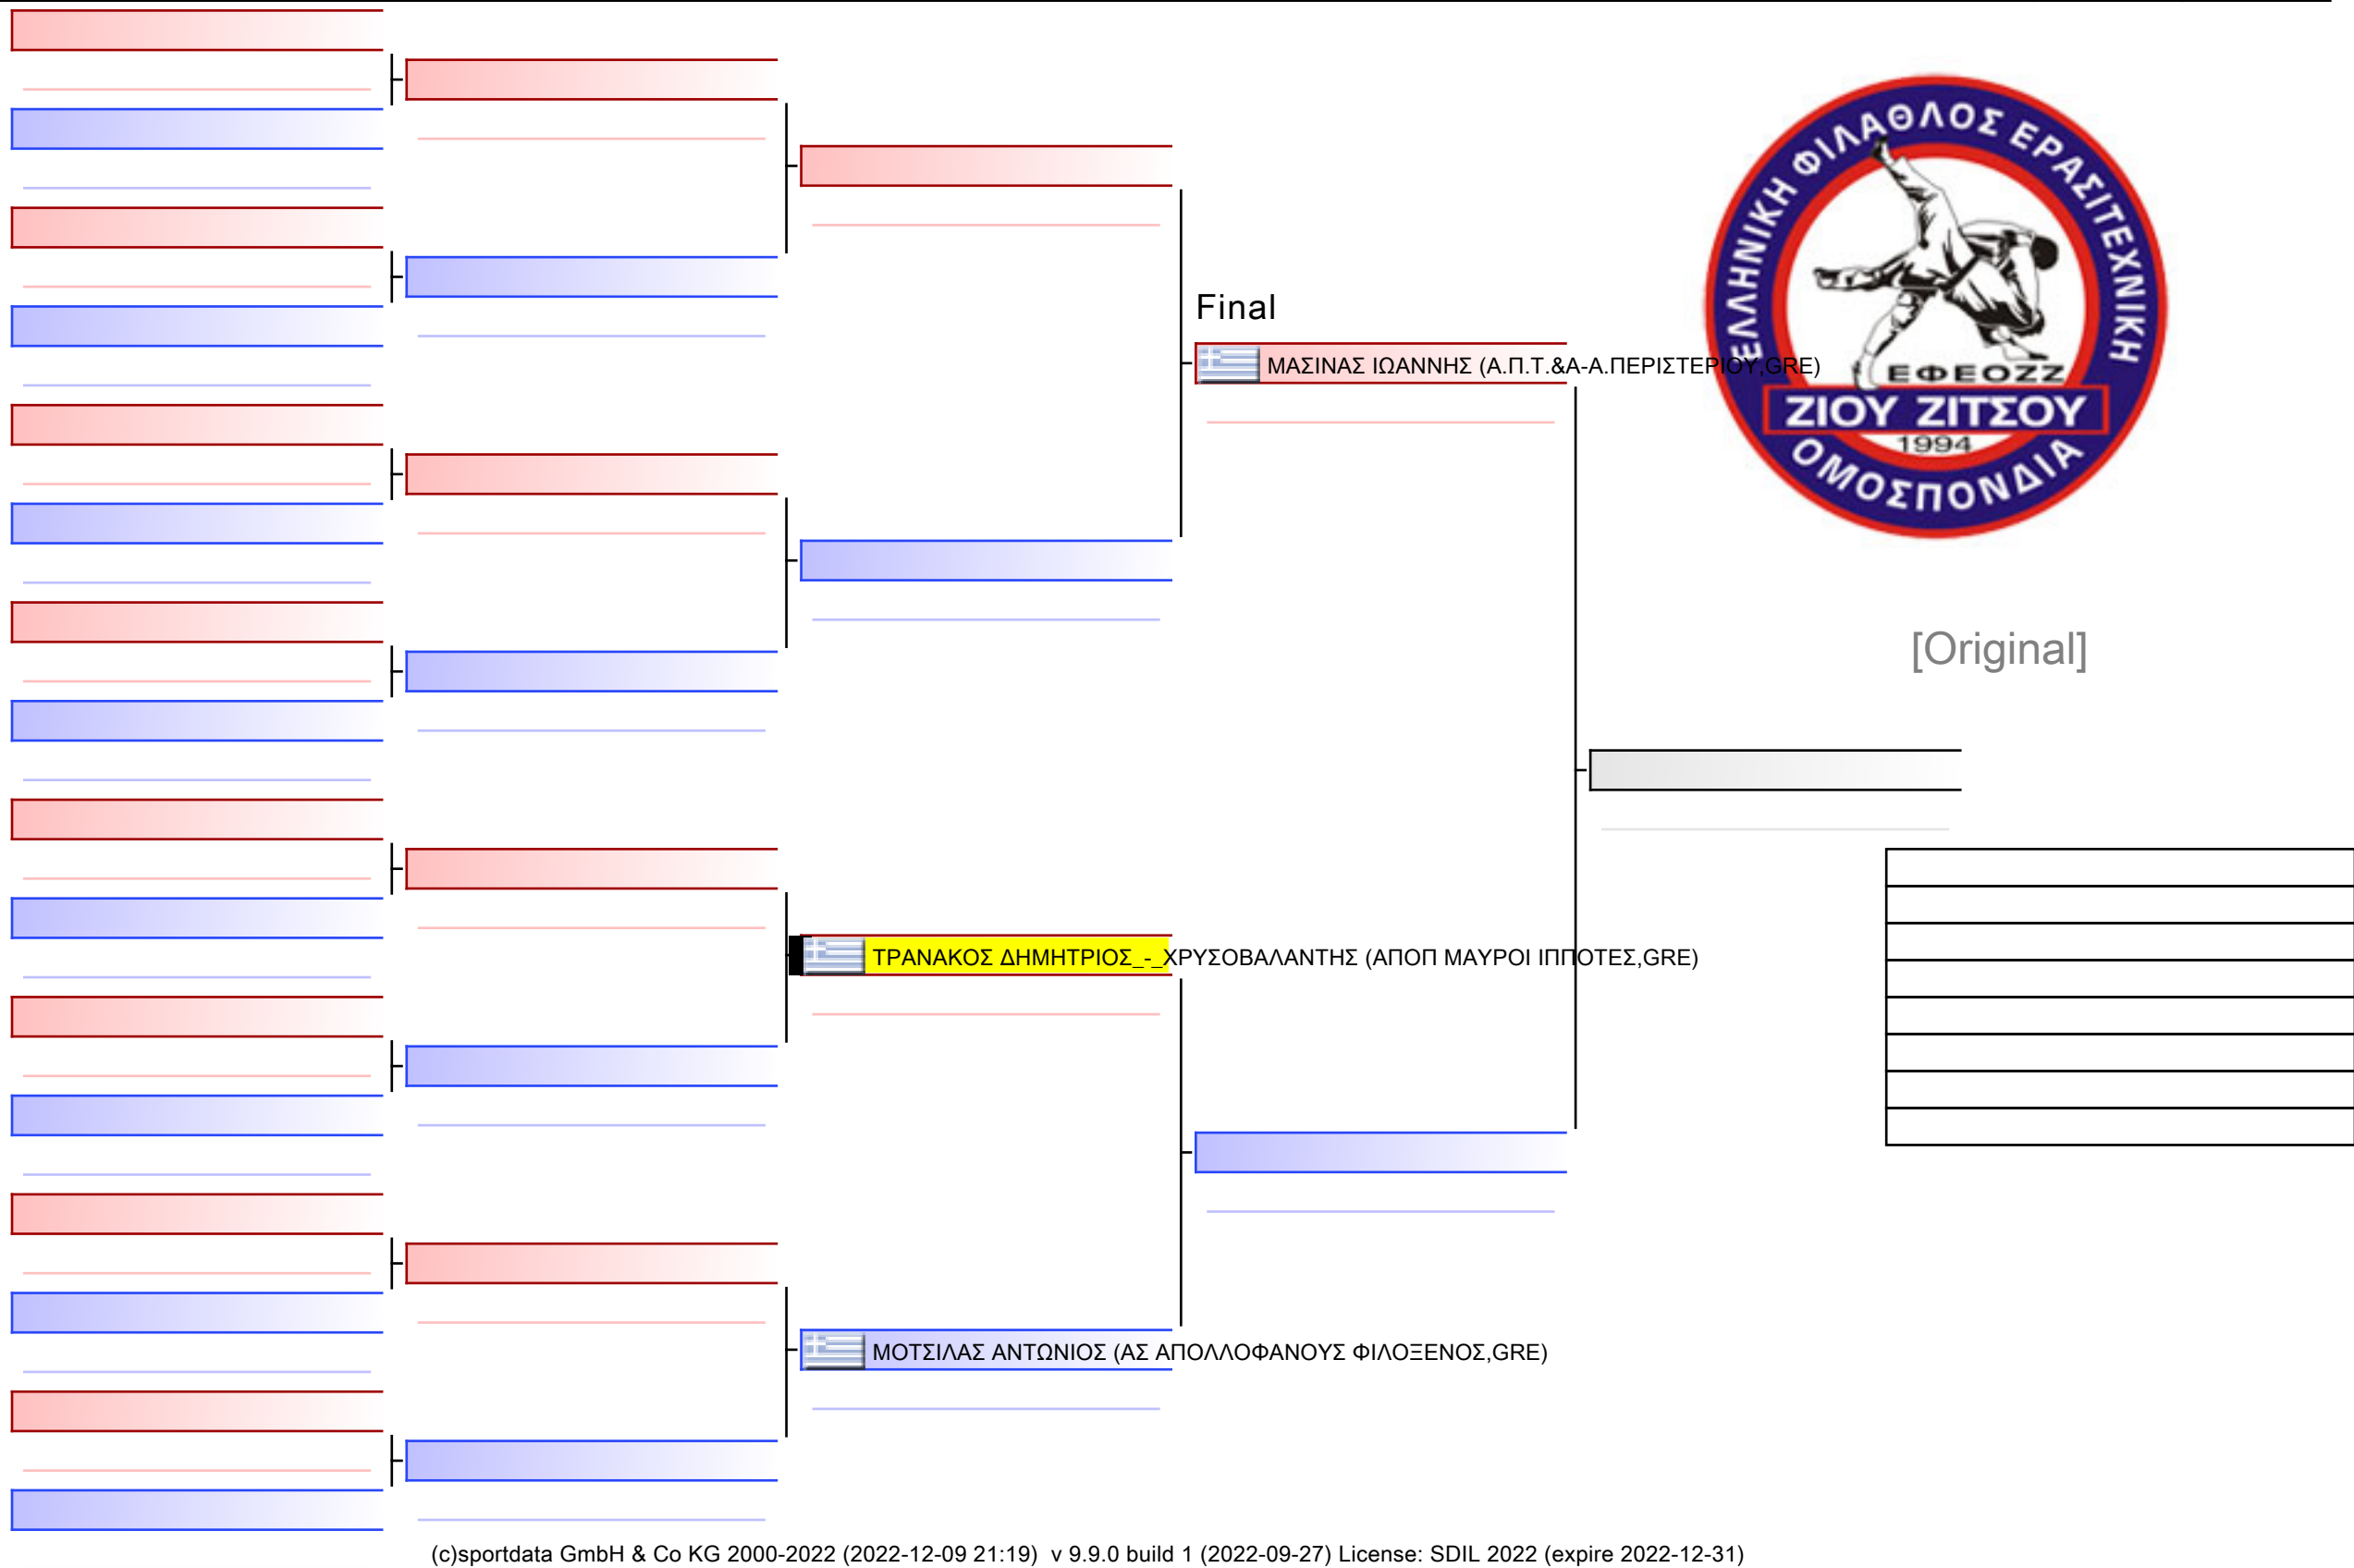 ΕΛΛΗΝΙΚΗ ΦΙΛΑΘΛΟΣ ΕΡΑΣΙΤΕΧΝΙΚΗ
Final
ΜΑΣΙΝΑΣ ΙΩΑΝΝΗΣ (Α.Π.Τ.&Α-Α.ΠΕΡΙΣΤΕΡΙΟΥ,GRE)
ΕΦΕΟΖΖ
ΖΙΟΥ ΖΙΤΣΟΥ
1994
ΟΜΟΣΠΟΝΔΙΑ
[Original]
ΤΡΑΝΑΚΟΣ ΔΗΜΗΤΡΙΟΣ_-_ΧΡΥΣΟΒΑΛΑΝΤΗΣ (ΑΠΟΠ ΜΑΥΡΟΙ ΙΠΠΟΤΕΣ,GRE)
ΜΟΤΣΙΛΑΣ ΑΝΤΩΝΙΟΣ (ΑΣ ΑΠΟΛΛΟΦΑΝΟΥΣ ΦΙΛΟΞΕΝΟΣ,GRE)
(c)sportdata GmbH & Co KG 2000-2022 (2022-12-09 21:19) v 9.9.0 build 1 (2022-09-27) License: SDIL 2022 (expire 2022-12-31)